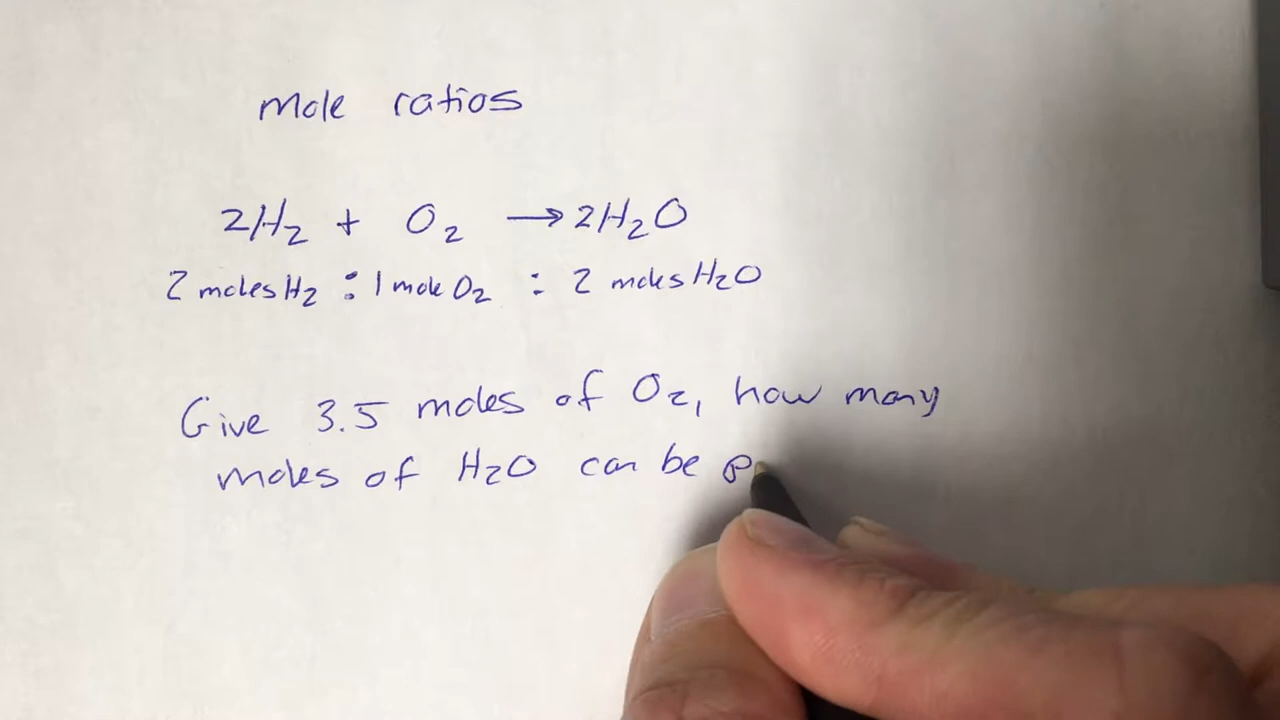 Mole ratios
2H₂ + O₂ → 2H₂O
2 moles H₂ : 1 mole O₂ : 2 moles H₂O
Give 3.5 moles of O₂, how many
moles of H₂O can be